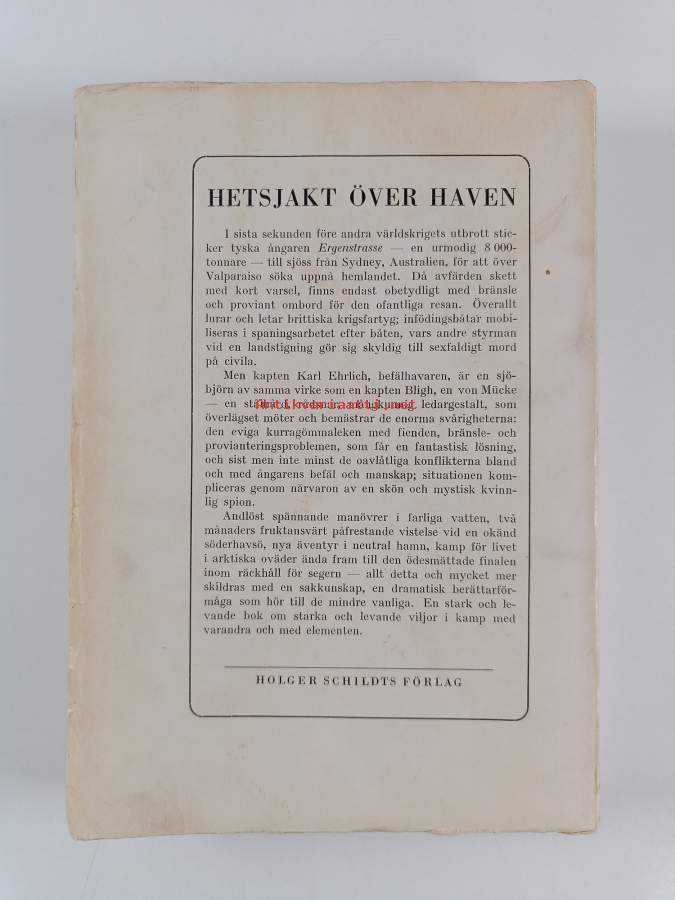 HETSJAKT ÖVER HAVEN
I sista sekunden före andra världskrigets utbrott stic-
ker tyska ångaren Ergenstrasse — en urmodig 8 000-
tonnare — till sjöss från Sydney, Australien, för att över
Valparaiso söka uppnå hemlandet. Då avfärden skett
med kort varsel, finns endast obetydligt med bränsle
och proviant ombord för den ofantliga resan. Överallt
lurar och letar brittiska krigsfartyg; infödingsbåtar mobi-
liseras i spaningsarbetet efter båten, vars andre styrman
vid en landstigning gör sig skyldig till sexfaldigt mord
på civila.
Men kapten Karl Ehrlich, befälhavaren, är en sjö-
björn av samma virke som en kapten Bligh, en von Mücke
— en ledargestalt, som
överlägset möter och bemästrar de enorma svårigheterna:
den eviga kurragömmaleken med fienden, bränsle- och
provianteringsproblemen, som får en fantastisk lösning,
och sist men inte minst de oavlåtliga konflikterna bland
och med ångarens befäl och manskap; situationen kom-
pliceras genom närvaron av en skön och mystisk kvinn-
lig spion.
Andlöst spännande manövrer i farliga vatten, två
månaders fruktansvärt påfrestande vistelse vid en okänd
söderhavsö, nya äventyr i neutral hamn, kamp för livet
i arktiska oväder ända fram till den ödesmättade finalen
inom räckhåll för segern — allt detta och mycket mer
skildras med en sakkunskap, en dramatisk berättarför-
måga som hör till de mindre vanliga. En stark och le-
vande bok om starka och levande viljor i kamp med
varandra och med elementen.
HOLGER SCHILDTS FÖRLAG